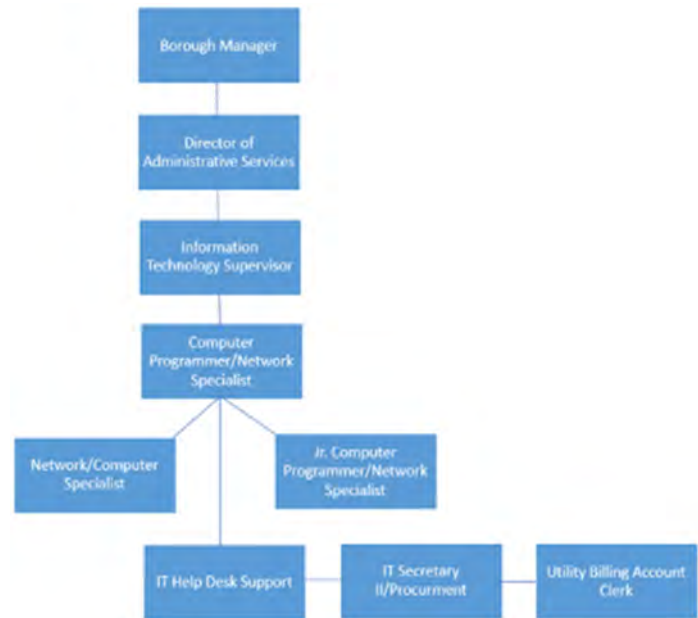 Borough Manager
Director of
Administrative Services
Information
Technology Supervisor
Computer
Programmer/Network
Specialist
Network/Computer
Specialist
Jr. Computer
Programmer/Network
Specialist
IT Help Desk Support
IT Secretary
II/Procurment
Utility Billing Account
Clerk